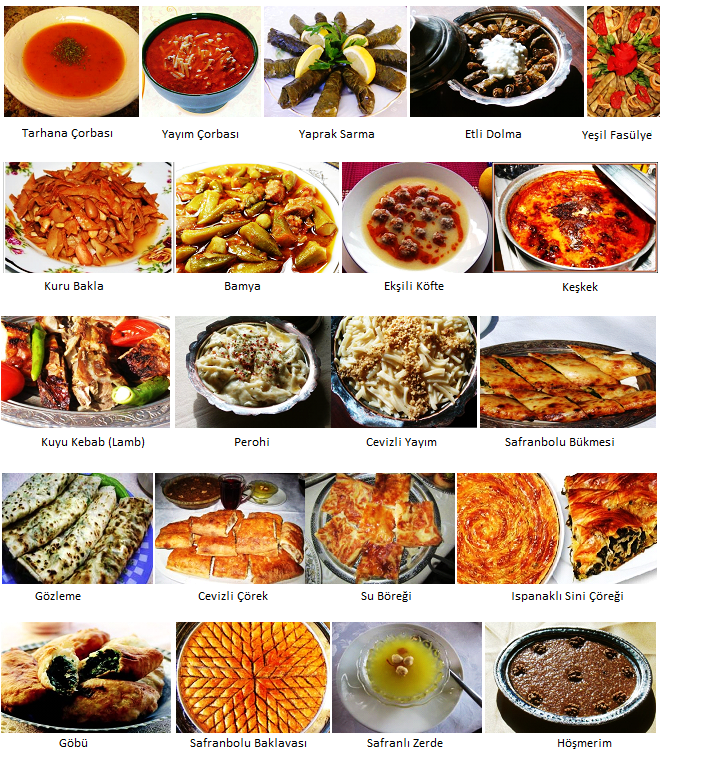 Tarhana Çorbası
Yayım Çorbası
Yaprak Sarma
Etli Dolma
Yeşil Fasülye
Kuru Bakla
Bamya
Ekşili Köfte
Keşkek
Kuyu Kebab (Lamb)
Perohi
Cevizli Yayım
Safranbolu Bükmesi
Gözleme
Cevizli Çörek
Su Böreği
Ispanaklı Sini Çöreği
Göbü
Safranbolu Baklavası
Safranlı Zerde
Höşmerim